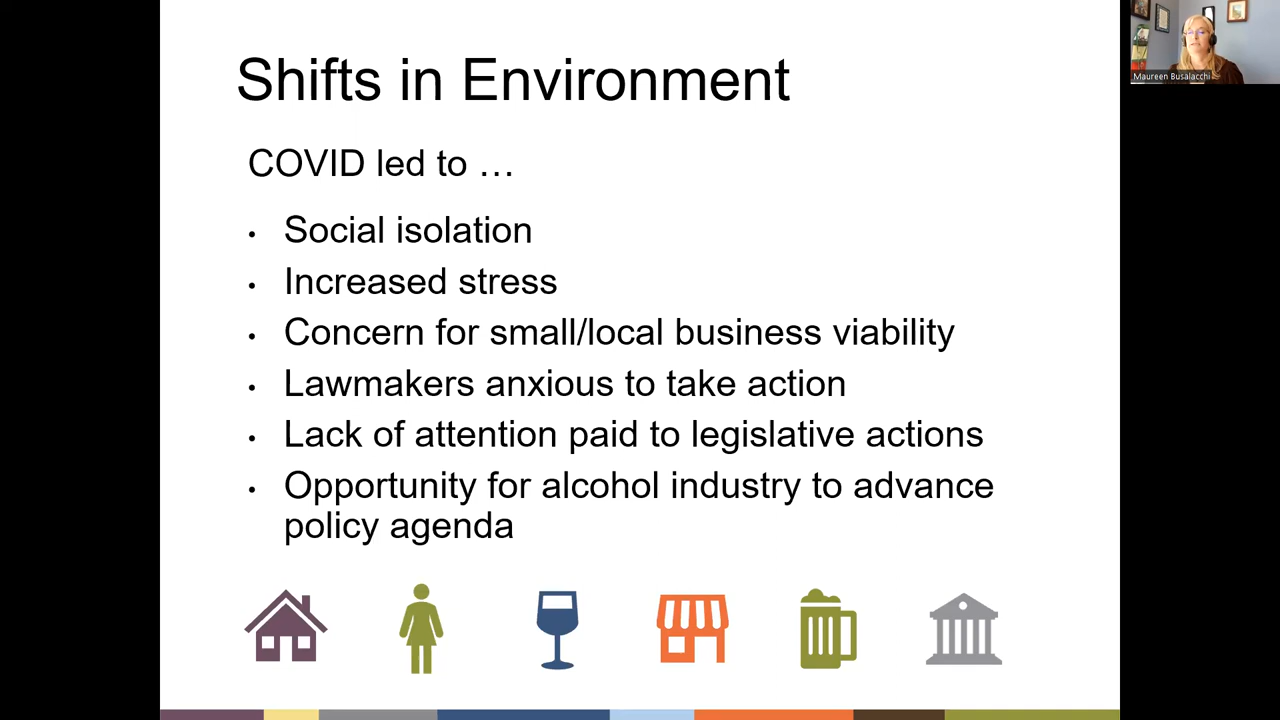 Shifts in Environment
COVID led to …
• Social isolation
• Increased stress
• Concern for small/local business viability
• Lawmakers anxious to take action
• Lack of attention paid to legislative actions
• Opportunity for alcohol industry to advance
policy agenda
Maureen Busalacchi